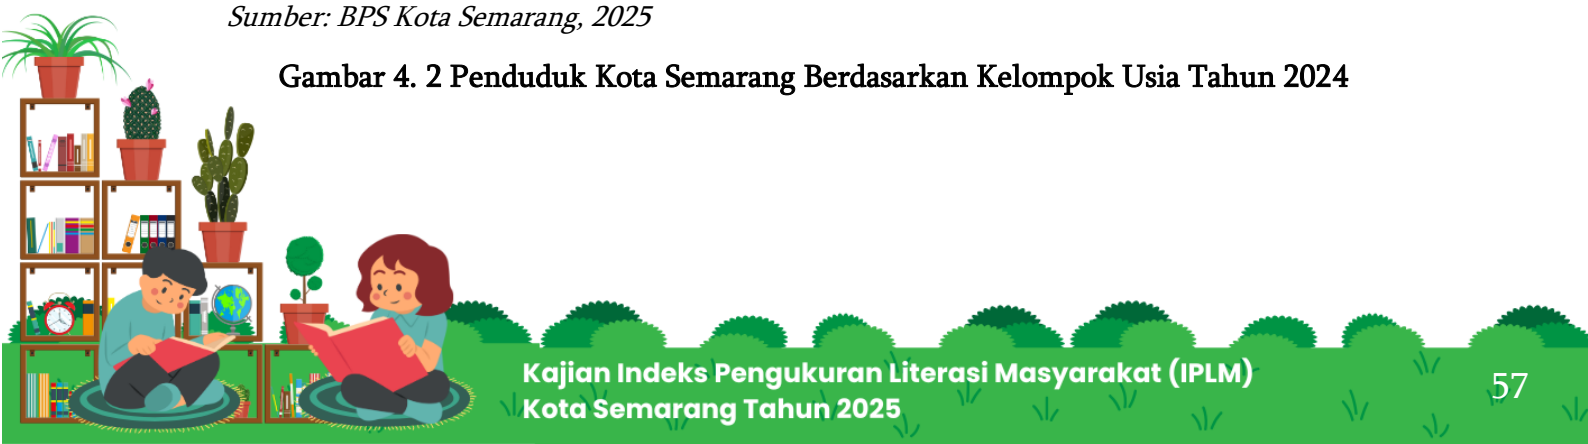 Sumber: BPS Kota Semarang, 2025
Gambar 4. 2 Penduduk Kota Semarang Berdasarkan Kelompok Usia Tahun 2024
Kajian Indeks Pengukuran Literasi Masyarakat (IPLM)
Kota Semarang Tahun 2025
57